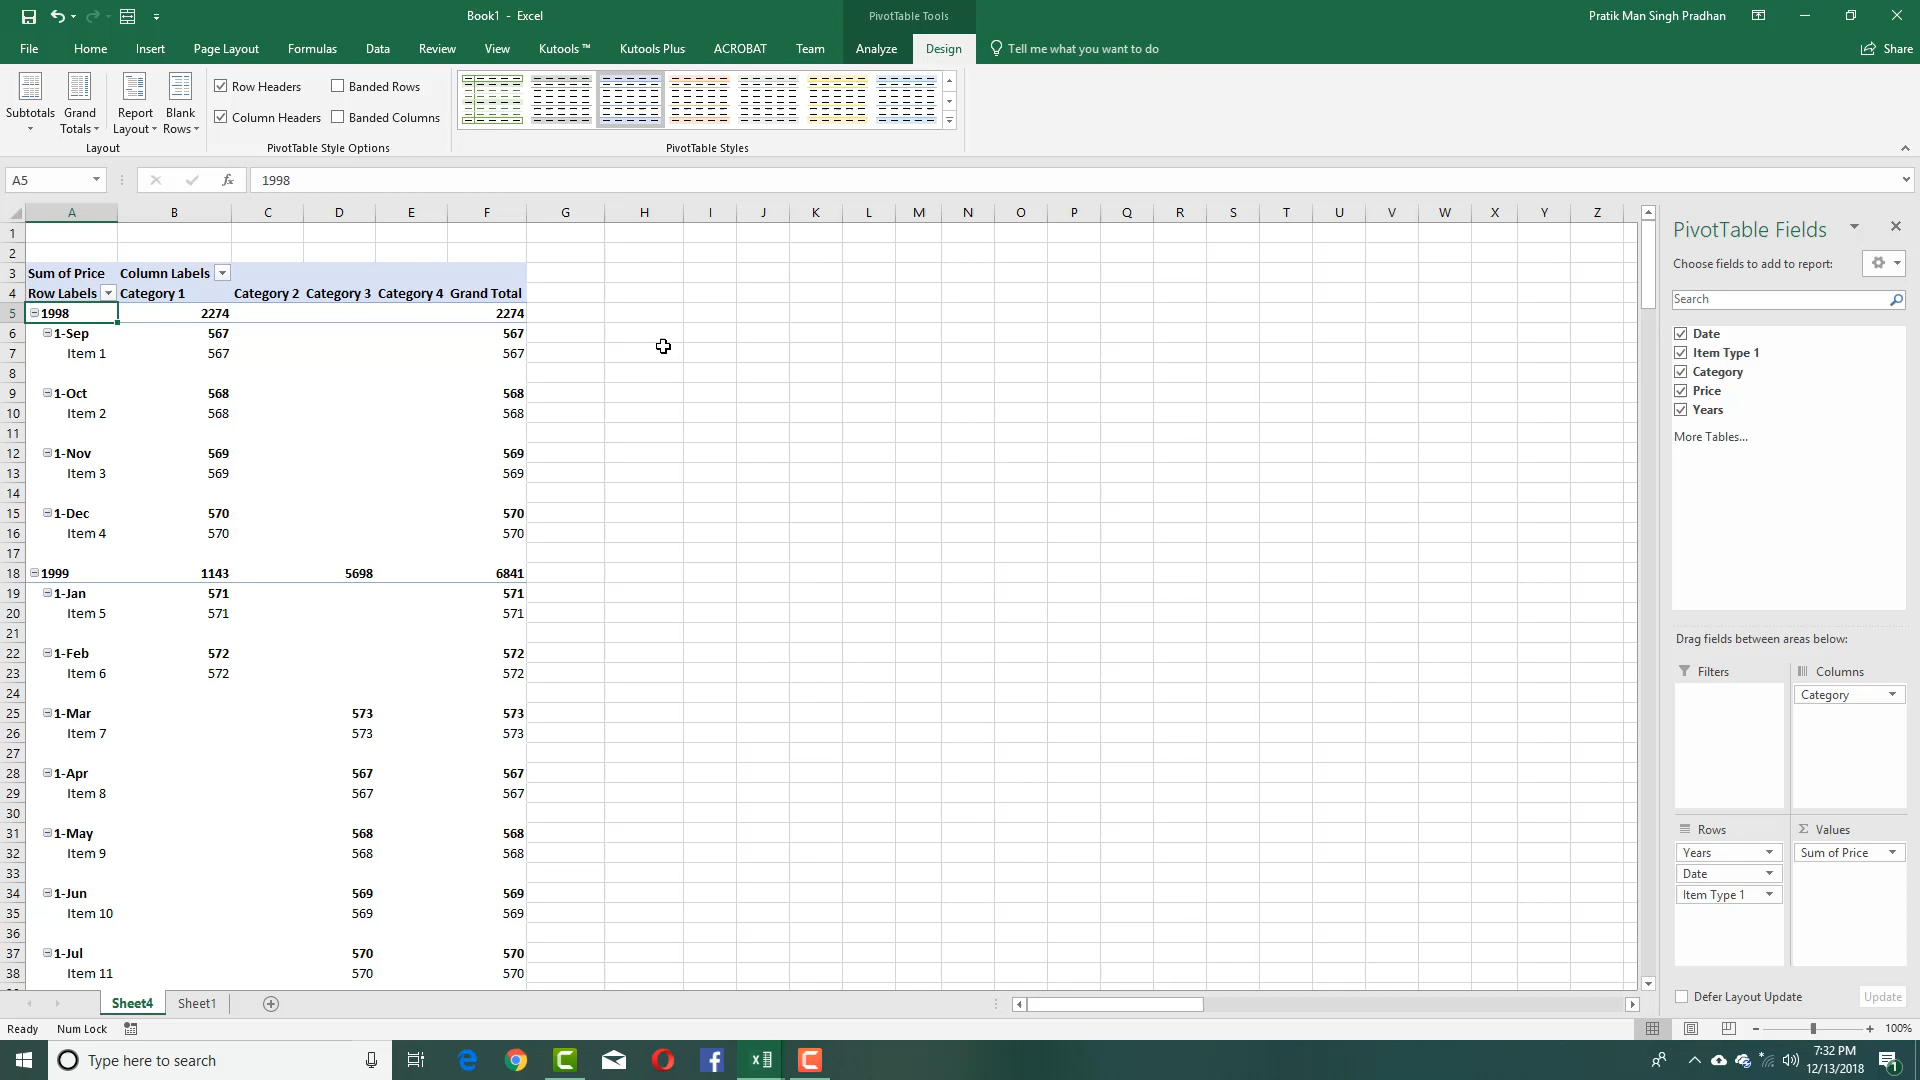 Book1 - Excel
PivotTable Tools
Pratik Man Singh Pradhan
File Home Insert Page Layout Formulas Data Review View Kutools ™ Kutools Plus ACROBAT Team Analyze Design Tell me what you want to do Share
Subtotals
Grand Totals
Report Layout
Blank Rows
Layout
Row Headers
Banded Rows
Column Headers
Banded Columns
PivotTable Style Options
PivotTable Styles
A5
fx
1998
A B C D E F G H I J K L M N O P Q R S T U V W X Y Z
1
2
3 Sum of Price Column Labels
4 Row Labels Category 1 Category 2 Category 3 Category 4 Grand Total
5 1998 2274 2274
6 1-Sep 567 567
7 Item 1 567 567
8
9 1-Oct 568 568
10 Item 2 568 568
11
12 1-Nov 569 569
13 Item 3 569 569
14
15 1-Dec 570 570
16 Item 4 570 570
17
18 1999 1143 5698 6841
19 1-Jan 571 571
20 Item 5 571 571
21
22 1-Feb 572 572
23 Item 6 572 572
24
25 1-Mar 573 573
26 Item 7 573 573
27
28 1-Apr 567 567
29 Item 8 567 567
30
31 1-May 568 568
32 Item 9 568 568
33
34 1-Jun 569 569
35 Item 10 569 569
36
37 1-Jul 570 570
38 Item 11 570 570
PivotTable Fields
Choose fields to add to report:
Search
Date
Item Type 1
Category
Price
Years
More Tables...
Drag fields between areas below:
Filters
Columns
Category
Rows
Values
Years
Sum of Price
Date
Item Type 1
Defer Layout Update
Update
Sheet4 Sheet1
Ready Num Lock
100%
Type here to search
7:32 PM
12/13/2018
1